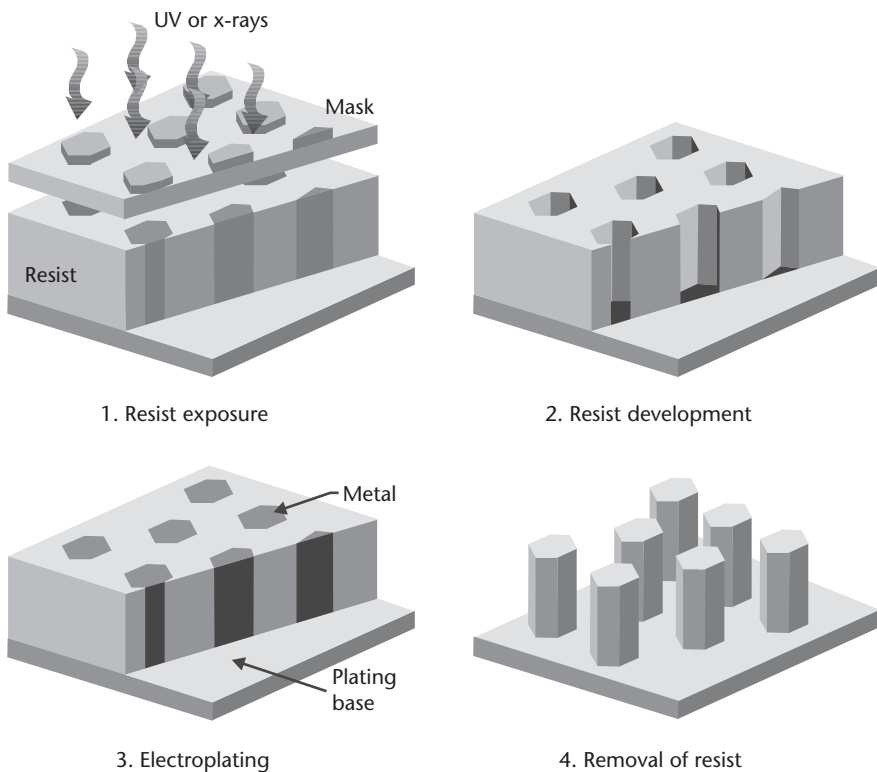 UV or x-rays
Mask
Resist
1. Resist exposure
2. Resist development
Metal
Plating
base
3. Electroplating
4. Removal of resist